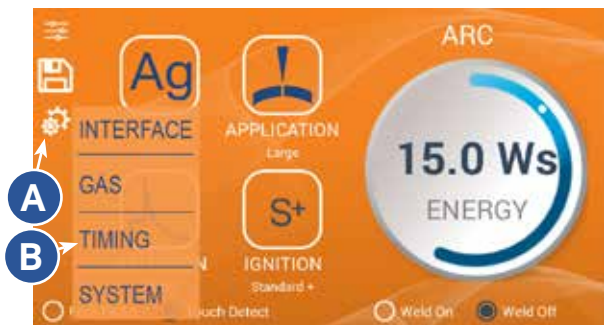 ARC
Ag
INTERFACE
APPLICATION
Large
15.0 Ws
A
GAS
ENERGY
S+
B
TIMING
IGNITION
Standard +
SYSTEM
Detect
Weld On
Weld Off